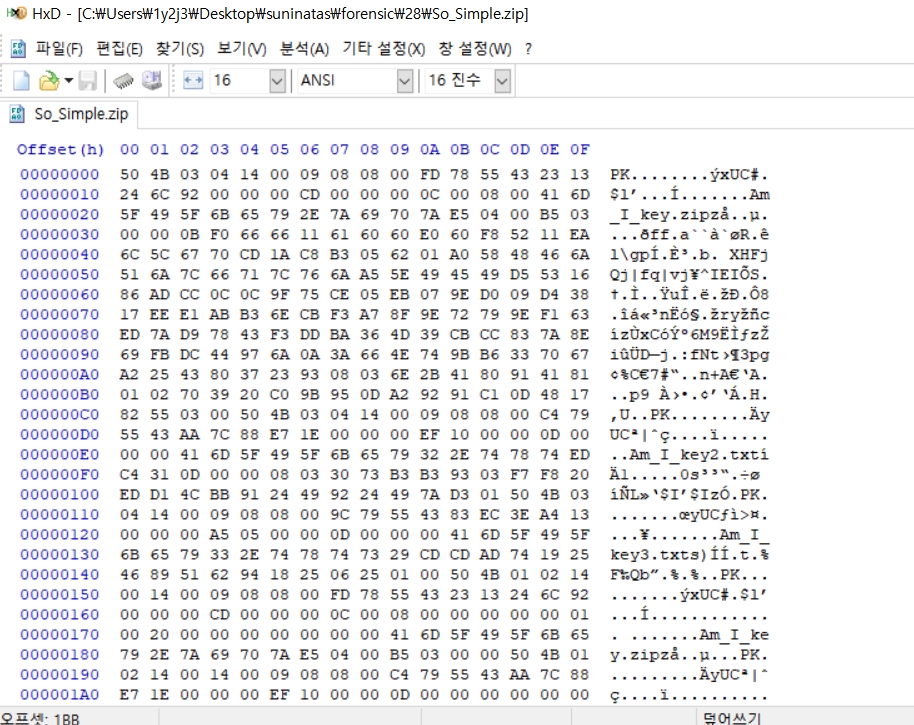 HxD - [C:₩Users₩1y2j3₩Desktop₩suninatas₩forensic₩28₩So_Simple.zip]
파일(F) 편집(E) 찾기(S) 보기(V) 분석(A) 기타 설정(X) 창 설정(W) ?
16 ANSI 16 진수
So_Simple.zip
Offset(h) 00 01 02 03 04 05 06 07 08 09 0A 0B 0C 0D 0E 0F
00000000 50 4B 03 04 14 00 09 08 08 00 FD 78 55 43 23 13 PK........ýxUC#.
00000010 24 6C 92 00 00 00 CD 00 00 00 0C 00 08 00 41 6D $l’...Í.......Am
00000020 5F 49 5F 6B 65 79 2E 7A 69 70 7A E5 04 00 B5 03 _I_key.zipzå..µ.
00000030 00 00 0B F0 66 66 11 61 60 60 E0 60 F8 52 11 EA ...ðff.a``à`øR.ê
00000040 6C 5C 67 70 CD 1A C8 B3 05 62 01 A0 58 48 46 6A l\gpÍ.È³.b. XHFj
00000050 51 6A 7C 66 71 7C 76 6A A5 5E 49 45 49 D5 53 16 Qj|fq|vj¥^IEIÕS.
00000060 86 AD CC 0C 0C 9F 75 CE 05 EB 07 9E D0 09 D4 38 †.Ì..ŸuÎ.ë.žÐ.Ô8
00000070 17 EE E1 AB B3 6E CB F3 A7 8F 9E 72 79 9E F1 63 .îá«³nËó§.žryžñc
00000080 ED 7A D9 78 43 F3 DD BA 36 4D 39 CB CC 83 7A 8E ízÙxCóÝº6M9ËÌƒzŽ
00000090 69 FB DC 44 97 6A 0A 3A 66 4E 74 9B B6 33 70 67 iûÜD—j.:fNt›¶3pg
000000A0 A2 25 43 80 37 23 93 08 03 6E 2B 41 80 91 41 81 ¢%C€7#“..n+A€‘A.
000000B0 01 02 70 39 20 C0 9B 95 0D A2 92 91 C1 0D 48 17 ..p9 À›•.¢’‘Á.H.
000000C0 82 55 03 00 50 4B 03 04 14 00 09 08 08 00 C4 79 ‚U..PK........Äy
000000D0 55 43 AA 7C 88 E7 1E 00 00 00 EF 10 00 00 0D 00 UCª|ˆç....ï.....
000000E0 00 00 41 6D 5F 49 5F 6B 65 79 32 2E 74 78 74 ED ..Am_I_key2.txtí
000000F0 C4 31 0D 00 00 08 03 30 73 B3 B3 93 03 F7 F8 20 Ä1.....0s³³“.÷ø
00000100 ED D1 4C BB 91 24 49 92 24 49 7A D3 01 50 4B 03 íÑL»‘$I’$IzÓ.PK.
00000110 04 14 00 09 08 08 00 9C 79 55 43 83 EC 3E A4 13 .......œyUCƒì>¤.
00000120 00 00 00 A5 05 00 00 0D 00 00 00 41 6D 5F 49 5F ...¥.......Am_I_
00000130 6B 65 79 33 2E 74 78 74 73 29 CD CD AD 74 19 25 key3.txts)ÍÍ.t.%
00000140 46 89 51 62 94 18 25 06 25 01 00 50 4B 01 02 14 F‰Qb”.%.%..PK...
00000150 00 14 00 09 08 08 00 FD 78 55 43 23 13 24 6C 92 .......ýxUC#.$l’
00000160 00 00 00 CD 00 00 00 0C 00 08 00 00 00 00 00 01 ...Í............
00000170 00 20 00 00 00 00 00 00 00 41 6D 5F 49 5F 6B 65 . .......Am_I_ke
00000180 79 2E 7A 69 70 7A E5 04 00 B5 03 00 00 50 4B 01 y.zipzå..µ...PK.
00000190 02 14 00 14 00 09 08 08 00 C4 79 55 43 AA 7C 88 .........ÄyUCª|ˆ
000001A0 E7 1E 00 00 00 EF 10 00 00 0D 00 00 00 00 00 00 ç....ï..........
오프셋: 1BB 덮어쓰기